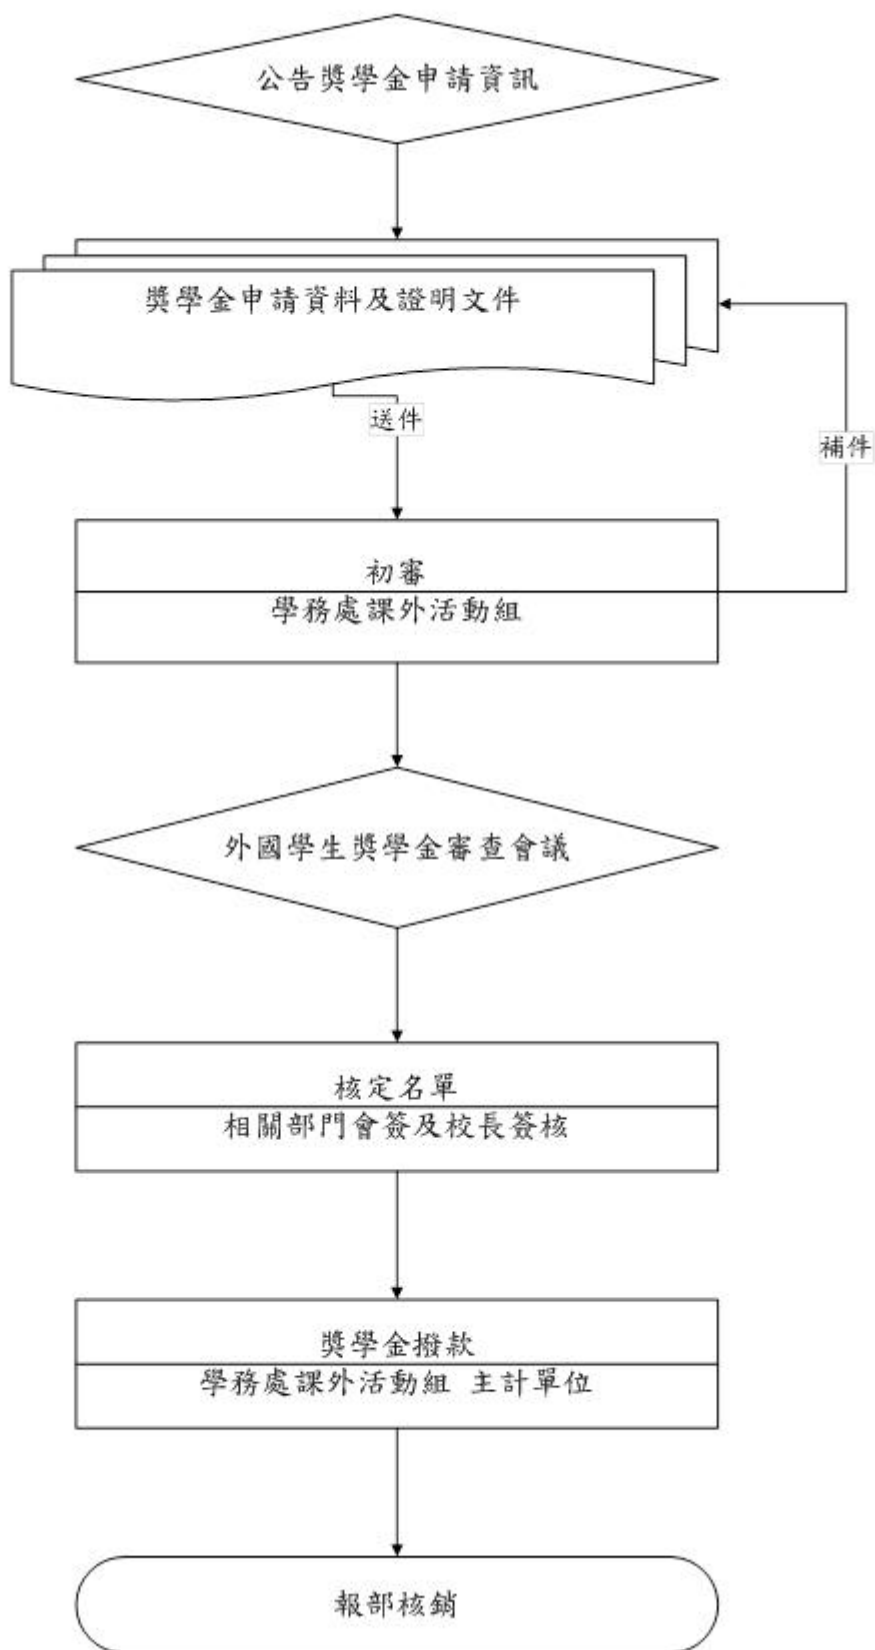 公告獎學金申請資訊
獎學金申請資料及證明文件
送件
補件
初審
學務處課外活動組
外國學生獎學金審查會議
核定名單
相關部門會簽及校長簽核
獎學金撥款
學務處課外活動組 主計單位
報部核銷